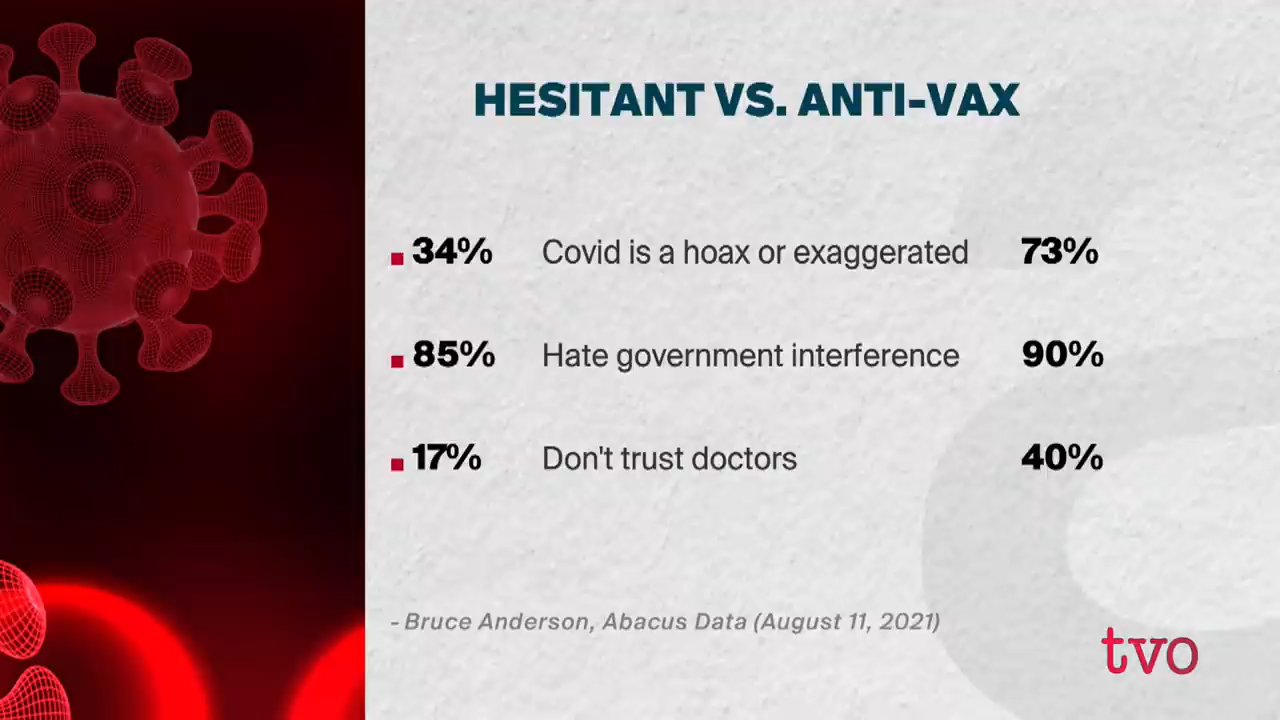 HESITANT VS. ANTI-VAX
34% Covid is a hoax or exaggerated 73%
85% Hate government interference 90%
17% Don't trust doctors 40%
- Bruce Anderson, Abacus Data (August 11, 2021)
tvo